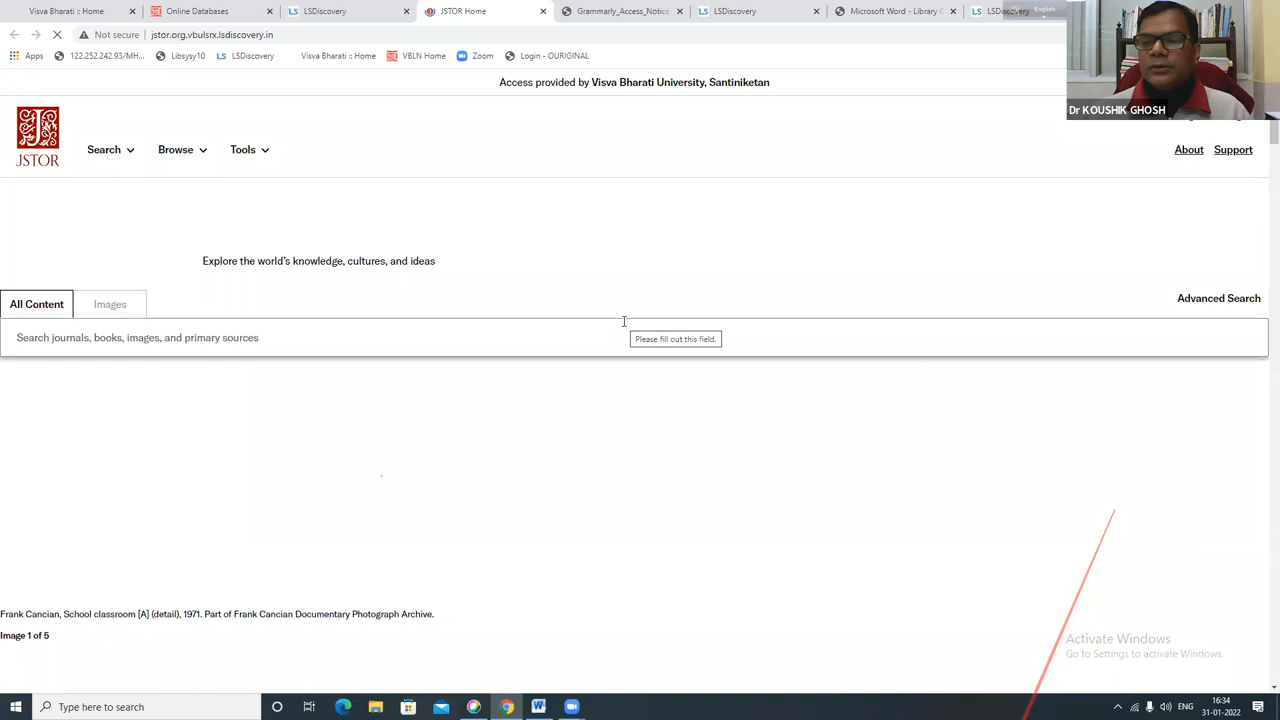 Visva Bharati :: Home
Online Databases
LSDiscovery
JSTOR Home
Grammarly_Access_Notice
LSDiscovery
Microsoft Word - Library C
LSDiscovery
English
Not secure
jstor.org.vbulsrx.lsdiscovery.in
Apps
122.252.242.93/MH...
Libsysy10
LSDiscovery
Visva Bharati :: Home
VBLN Home
Zoom
Login - OURIGINAL
Access provided by Visva Bharati University, Santiniketan
Dr KOUSHIK GHOSH
JSTOR
Search
Browse
Tools
About
Support
Explore the world's knowledge, cultures, and ideas
All Content
Images
Advanced Search
Search journals, books, images, and primary sources
Please fill out this field.
Frank Cancian, School classroom [A] (detail), 1971. Part of Frank Cancian Documentary Photograph Archive.
Image 1 of 5
Activate Windows
Go to Settings to activate Windows.
Type here to search
ENG
16:34
31-01-2022